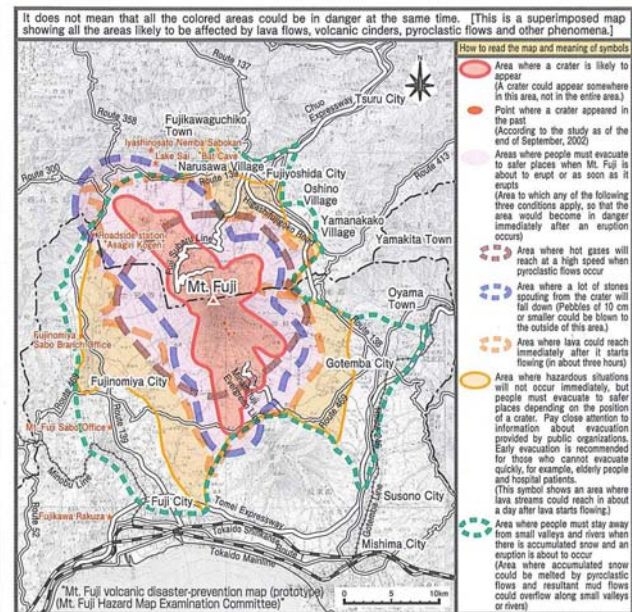 It does not mean that all the colored areas could be in danger at the same time. [This is a superimposed map
showing all the areas likely to be affected by lava flows, volcanic cinders, pyroclastic flows and other phenomena.]
How to read the map and meaning of symbols
Area where a crater is likely to
appear
(A crater could appear somewhere
in this area, not in the entire area.)
Point where a crater appeared in
the past
(According to the study as of the
end of September, 2002)
Areas where people must evacuate
to safer places when Mt. Fuji is
about to erupt or as soon as it
erupts
(Area to which any of the following
three conditions apply, so that the
area would become in danger
immediately after an eruption
occurs)
Area where hot gases will
reach at a high speed when
pyroclastic flows occur
Area where a lot of stones
spouting from the crater will
fall down (Pebbles of 10 cm
or smaller could be blown to
the outside of this area.)
Area where lava could reach
immediately after it starts
flowing (in about three hours)
Area where hazardous situations
will not occur immediately, but
people must evacuate to safer
places depending on the position
of a crater. Pay close attention to
information about evacuation
provided by public organizations.
Early evacuation is recommended
for those who cannot evacuate
quickly, for example, elderly people
and hospital patients.
(This symbol shows an area where
lava streams could reach in about
a day after lava starts flowing.)
Area where people must stay away
from small valleys and rivers when
there is accumulated snow and an
eruption is about to occur
(Area where accumulated snow
could be melted by pyroclastic
flows and resultant mud flows
could overflow along small valleys
or rivers)
N
Route 137
Chuo
Expressway
Tsuru City
Route 358
Fujikawaguchiko
Town
Iyashinosato Nemba Sabokan
Lake Sai
Bat Cave
Route 300
Narusawa Village
Fujiyoshida City
Route 139
Route 413
Oshino
Village
Yamanakako
Village
Yamakita Town
Roadside station
"Asagiri Kogen"
Subaru Line
Mt. Fuji
Oyama
Town
Route 138
Fujinomiya
Sabo Branch Office
Gotemba City
Fujinomiya City
Route 469
Mt. Fuji Sabo Office
Route 139
Minobu Line
Route 52
Fujikawa Rakuza
Fuji City
Tomei Expressway
Gotemba Line
Susono City
Tokaido Shinkansen
Tokaido Mainline
Mishima City
"Mt. Fuji volcanic disaster-prevention map (prototype)
(Mt. Fuji Hazard Map Examination Committee)"
0 5 10km